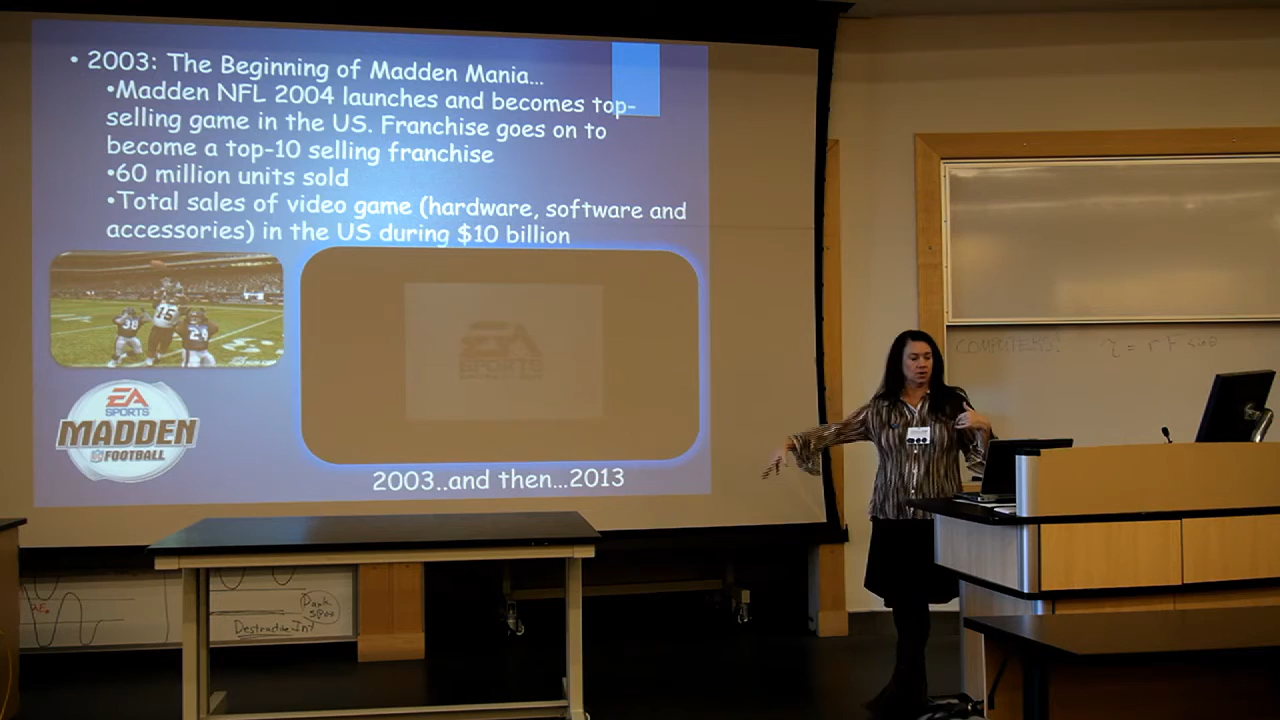 • 2003: The Beginning of Madden Mania...
•Madden NFL 2004 launches and becomes top-
selling game in the US. Franchise goes on to
become a top-10 selling franchise
•60 million units sold
•Total sales of video game (hardware, software and
accessories) in the US during $10 billion
15
38
24
EA
SPORTS
EA
SPORTS
MADDEN
NFL FOOTBALL
2003..and then...2013
COMPUTERS!
Dark
Spot
Destructive Int